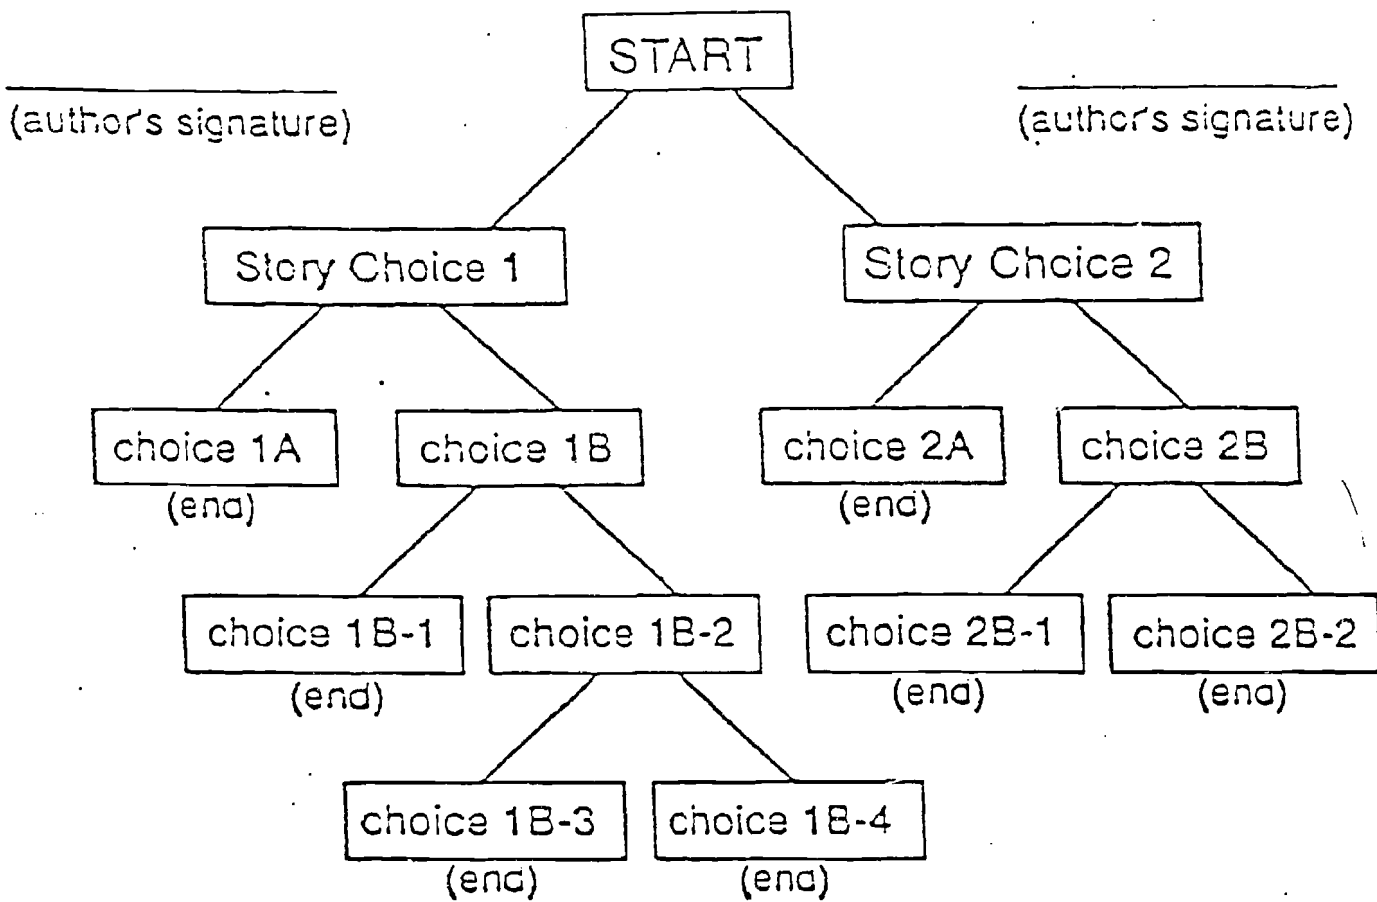 START
(author's signature) (author's signature)
Story Choice 1 Story Choice 2
choice 1A choice 1B choice 2A choice 2B
(end) (end)
choice 1B-1 choice 1B-2 choice 2B-1 choice 2B-2
(end) (end) (end)
choice 1B-3 choice 1B-4
(end) (end)